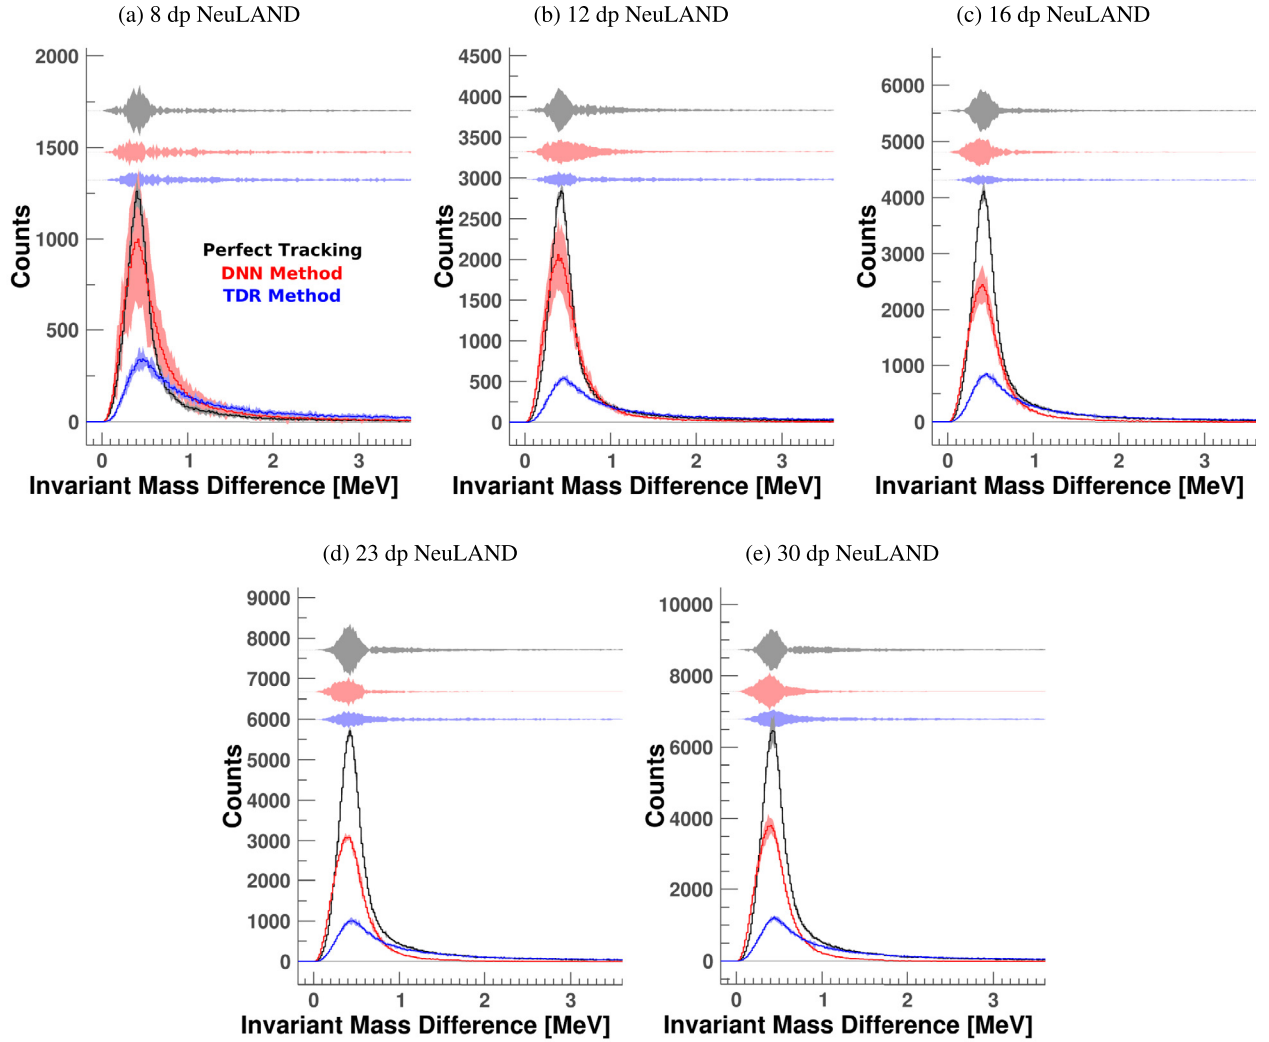 (a) 8 dp NeuLAND
2000
1500
1000
500
0
Counts
Perfect Tracking
DNN Method
TDR Method
0 1 2 3
Invariant Mass Difference [MeV]
(b) 12 dp NeuLAND
4500
4000
3500
3000
2500
2000
1500
1000
500
0
Counts
0 1 2 3
Invariant Mass Difference [MeV]
(c) 16 dp NeuLAND
6000
5000
4000
3000
2000
1000
0
Counts
0 1 2 3
Invariant Mass Difference [MeV]
(d) 23 dp NeuLAND
9000
8000
7000
6000
5000
4000
3000
2000
1000
0
Counts
0 1 2 3
Invariant Mass Difference [MeV]
(e) 30 dp NeuLAND
10000
8000
6000
4000
2000
0
Counts
0 1 2 3
Invariant Mass Difference [MeV]